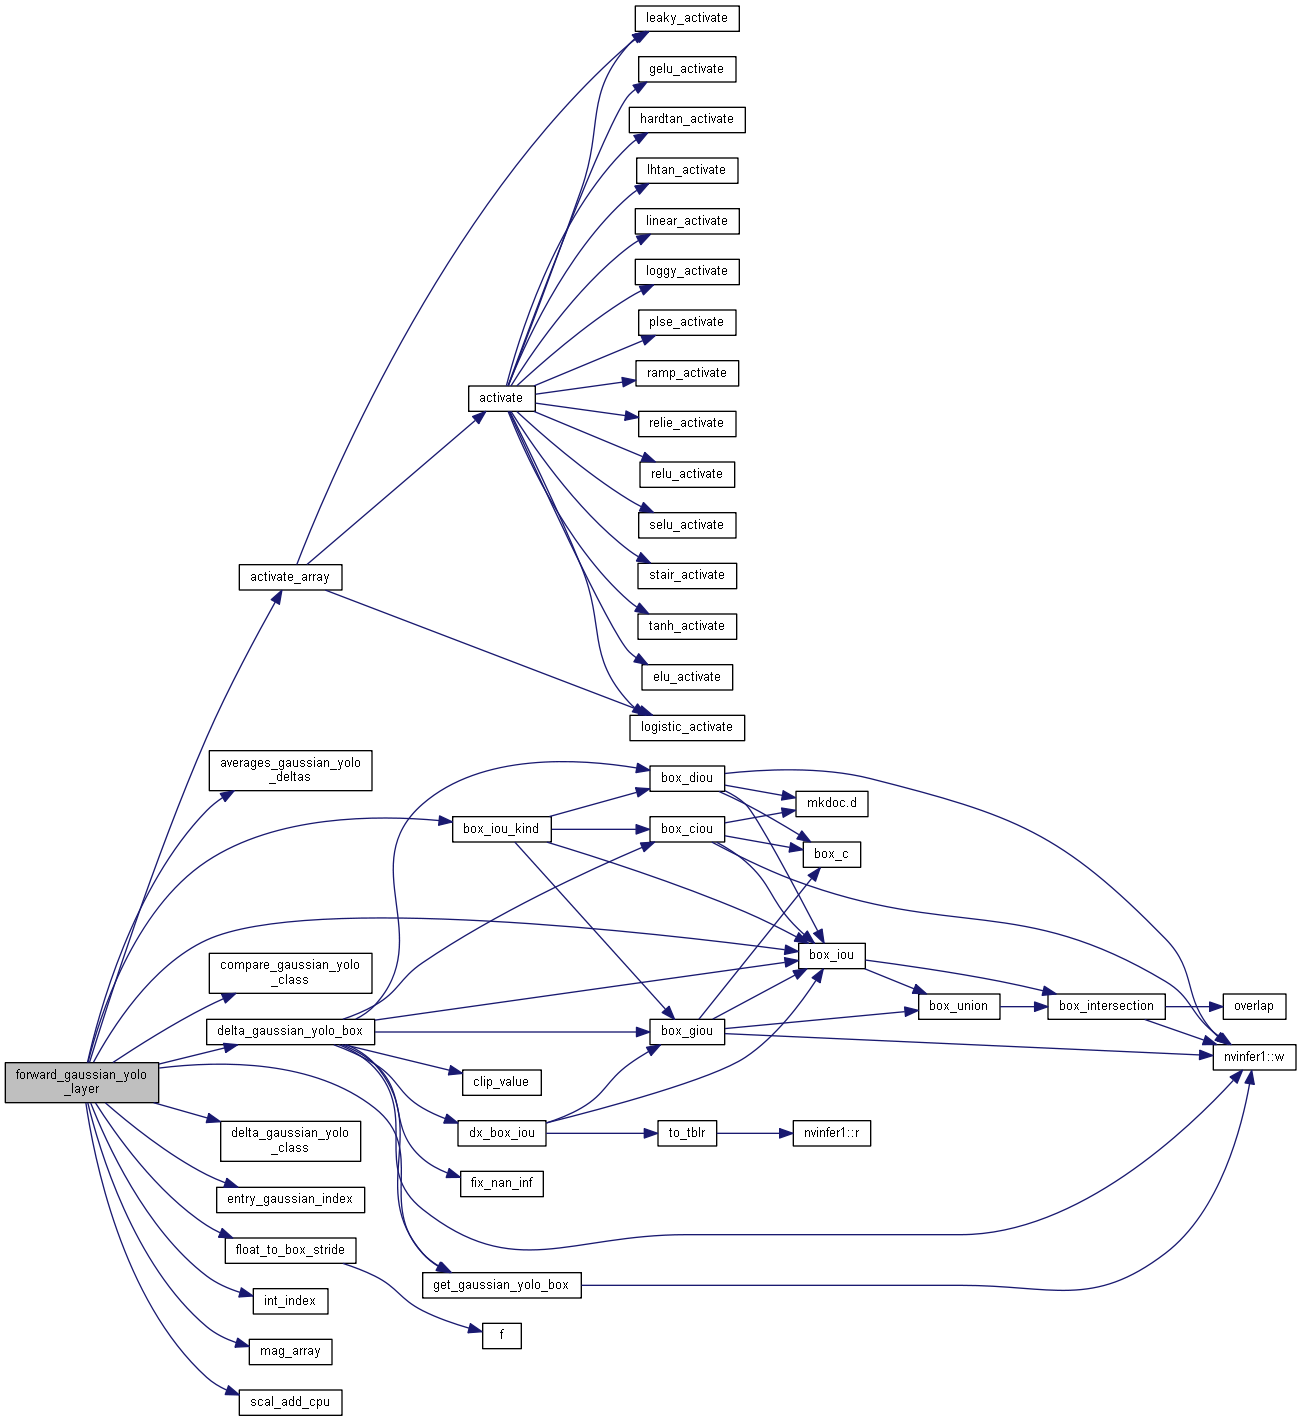 leaky_activate
gelu_activate
hardtan_activate
lhtan_activate
linear_activate
loggy_activate
plse_activate
ramp_activate
activate
relie_activate
relu_activate
selu_activate
stair_activate
activate_array
tanh_activate
elu_activate
logistic_activate
averages_gaussian_yolo
_deltas
box_diou
mkdoc.d
box_iou_kind
box_ciou
box_c
box_iou
compare_gaussian_yolo
_class
box_union
box_intersection
overlap
delta_gaussian_yolo_box
box_giou
nvinfer1::w
forward_gaussian_yolo
_layer
clip_value
delta_gaussian_yolo
_class
dx_box_iou
to_tblr
nvinfer1::r
fix_nan_inf
entry_gaussian_index
float_to_box_stride
get_gaussian_yolo_box
int_index
f
mag_array
scal_add_cpu